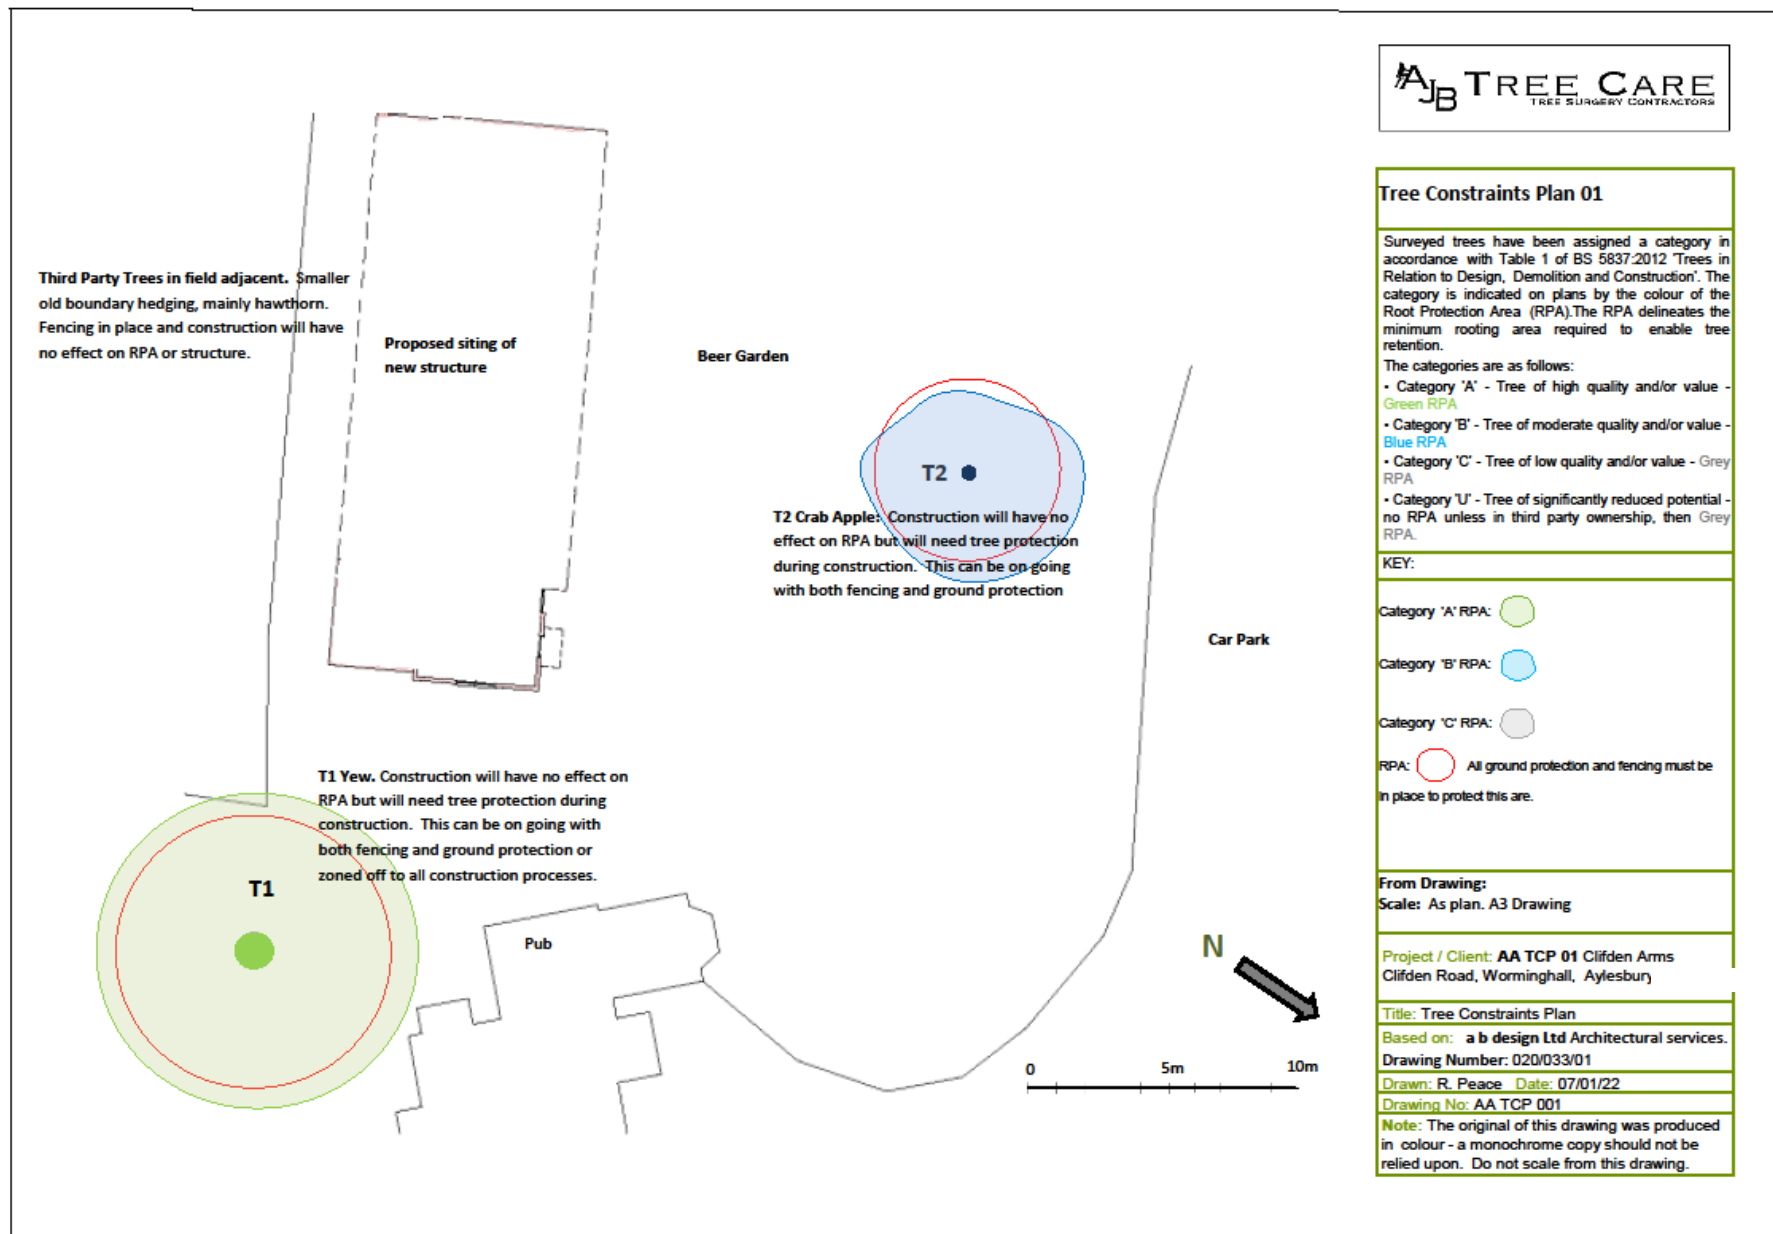 AJB TREE CARE
TREE SURGERY CONTRACTORS
Tree Constraints Plan 01
Surveyed trees have been assigned a category in
accordance with Table 1 of BS 5837:2012 'Trees in
Relation to Design, Demolition and Construction'. The
category is indicated on plans by the colour of the
Root Protection Area (RPA).The RPA delineates the
minimum rooting area required to enable tree
retention.
The categories are as follows:
• Category 'A' - Tree of high quality and/or value -
Green RPA
• Category 'B' - Tree of moderate quality and/or value -
Blue RPA
• Category 'C' - Tree of low quality and/or value - Grey
RPA
• Category 'U' - Tree of significantly reduced potential -
no RPA unless in third party ownership, then Grey
RPA.
KEY:
Category 'A' RPA:
Category 'B' RPA:
Category 'C' RPA:
RPA: All ground protection and fencing must be
in place to protect this are.
From Drawing:
Scale: As plan. A3 Drawing
Project / Client: AA TCP 01 Clifden Arms
Clifden Road, Worminghall, Aylesbury
Title: Tree Constraints Plan
Based on: a b design Ltd Architectural services.
Drawing Number: 020/033/01
Drawn: R. Peace Date: 07/01/22
Drawing No: AA TCP 001
Note: The original of this drawing was produced
in colour - a monochrome copy should not be
relied upon. Do not scale from this drawing.
Third Party Trees in field adjacent. Smaller
old boundary hedging, mainly hawthorn.
Fencing in place and construction will have
no effect on RPA or structure.
Proposed siting of
new structure
Beer Garden
T2
T2 Crab Apple: Construction will have no
effect on RPA but will need tree protection
during construction. This can be on going
with both fencing and ground protection
Car Park
T1 Yew. Construction will have no effect on
RPA but will need tree protection during
construction. This can be on going with
both fencing and ground protection or
zoned off to all construction processes.
T1
Pub
N
0 5m 10m